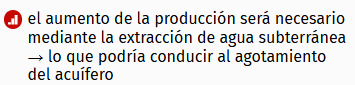 el aumento de la producción será necesario
mediante la extracción de agua subterránea
→ lo que podría conducir al agotamiento
del acuífero